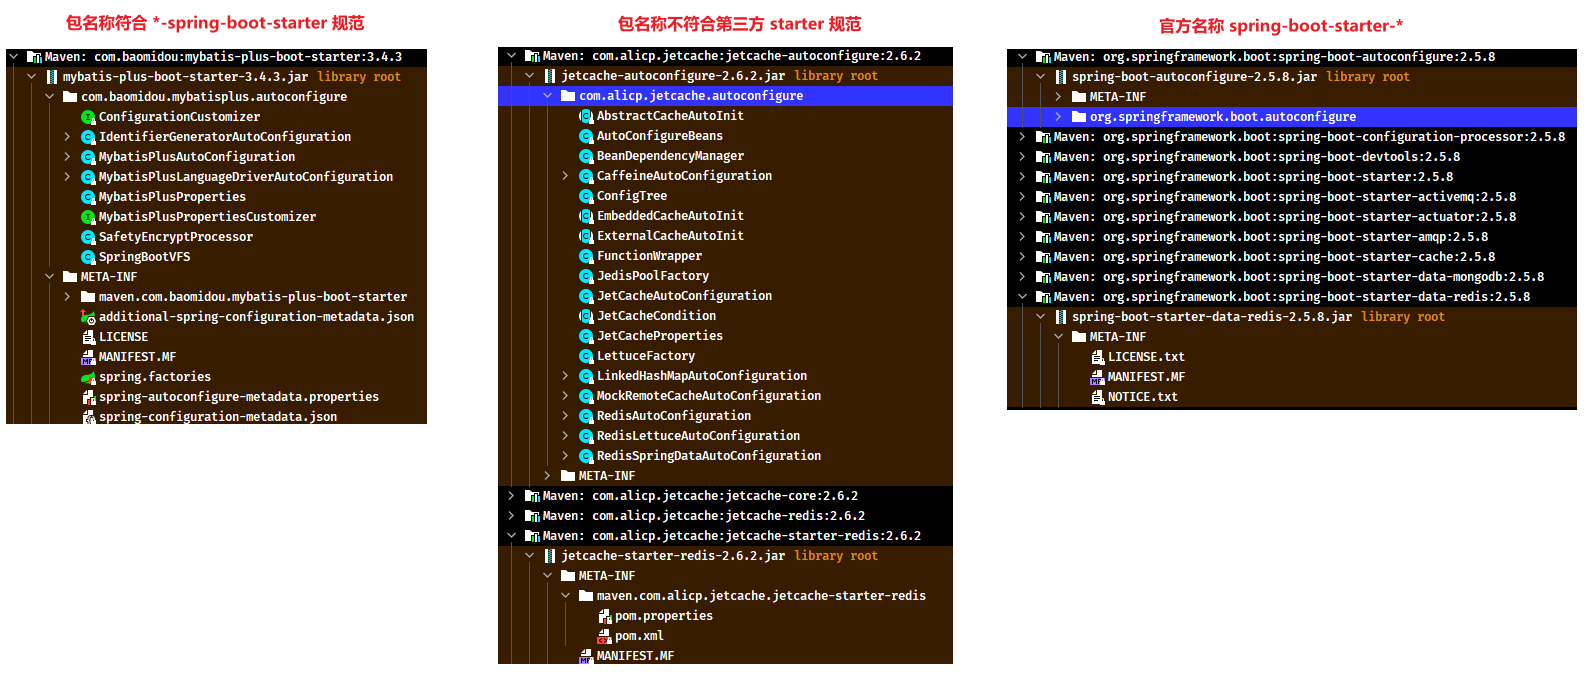 包名称符合 *-spring-boot-starter 规范
Maven: com.baomidou:mybatis-plus-boot-starter:3.4.3
mybatis-plus-boot-starter-3.4.3.jar library root
com.baomidou.mybatisplus.autoconfigure
ConfigurationCustomizer
IdentifierGeneratorAutoConfiguration
MybatisPlusAutoConfiguration
MybatisPlusLanguageDriverAutoConfiguration
MybatisPlusProperties
MybatisPlusPropertiesCustomizer
SafetyEncryptProcessor
SpringBootVFS
META-INF
maven.com.baomidou.mybatis-plus-boot-starter
additional-spring-configuration-metadata.json
LICENSE
MANIFEST.MF
spring.factories
spring-autoconfigure-metadata.properties
spring-configuration-metadata.json
包名称不符合第三方 starter 规范
Maven: com.alicp.jetcache:jetcache-autoconfigure:2.6.2
jetcache-autoconfigure-2.6.2.jar library root
com.alicp.jetcache.autoconfigure
AbstractCacheAutoInit
AutoConfigureBeans
BeanDependencyManager
CaffeineAutoConfiguration
ConfigTree
EmbeddedCacheAutoInit
ExternalCacheAutoInit
FunctionWrapper
JedisPoolFactory
JetCacheAutoConfiguration
JetCacheCondition
JetCacheProperties
LettuceFactory
LinkedHashMapAutoConfiguration
MockRemoteCacheAutoConfiguration
RedisAutoConfiguration
RedisLettuceAutoConfiguration
RedisSpringDataAutoConfiguration
META-INF
Maven: com.alicp.jetcache:jetcache-core:2.6.2
Maven: com.alicp.jetcache:jetcache-redis:2.6.2
Maven: com.alicp.jetcache:jetcache-starter-redis:2.6.2
jetcache-starter-redis-2.6.2.jar library root
META-INF
maven.com.alicp.jetcache.jetcache-starter-redis
pom.properties
pom.xml
MANIFEST.MF
官方名称 spring-boot-starter-*
Maven: org.springframework.boot:spring-boot-autoconfigure:2.5.8
spring-boot-autoconfigure-2.5.8.jar library root
META-INF
org.springframework.boot.autoconfigure
Maven: org.springframework.boot:spring-boot-configuration-processor:2.5.8
Maven: org.springframework.boot:spring-boot-devtools:2.5.8
Maven: org.springframework.boot:spring-boot-starter:2.5.8
Maven: org.springframework.boot:spring-boot-starter-activemq:2.5.8
Maven: org.springframework.boot:spring-boot-starter-actuator:2.5.8
Maven: org.springframework.boot:spring-boot-starter-amqp:2.5.8
Maven: org.springframework.boot:spring-boot-starter-cache:2.5.8
Maven: org.springframework.boot:spring-boot-starter-data-mongodb:2.5.8
Maven: org.springframework.boot:spring-boot-starter-data-redis:2.5.8
spring-boot-starter-data-redis-2.5.8.jar library root
META-INF
LICENSE.txt
MANIFEST.MF
NOTICE.txt